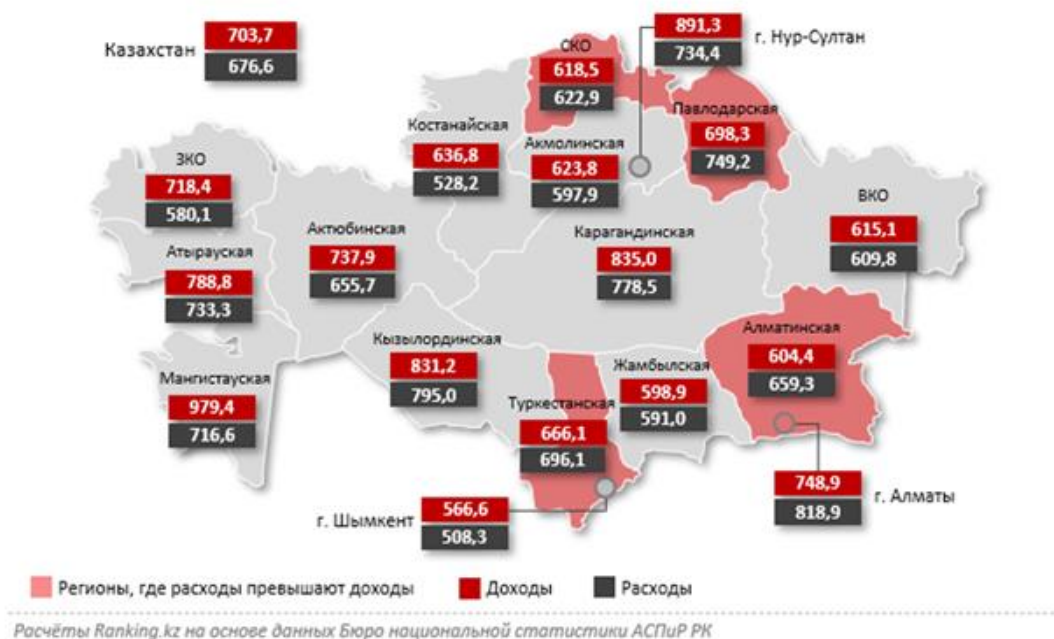 Казахстан
703,7
676,6
891,3
734,4
г. Нур-Султан
СКО
618,5
622,9
Павлодарская
698,3
749,2
Костанайская
636,8
528,2
Акмолинская
623,8
597,9
ЗКО
718,4
580,1
ВКО
615,1
609,8
Актюбинская
737,9
655,7
Карагандинская
835,0
778,5
Атырауская
788,8
733,3
Кызылординская
831,2
795,0
Алматинская
604,4
659,3
Жамбылская
598,9
591,0
Мангистауская
979,4
716,6
Туркестанская
666,1
696,1
г. Шымкент
566,6
508,3
748,9
818,9
г. Алматы
Регионы, где расходы превышают доходы
Доходы
Расходы
Расчёты Ranking.kz на основе данных Бюро национальной статистики АСПиР РК